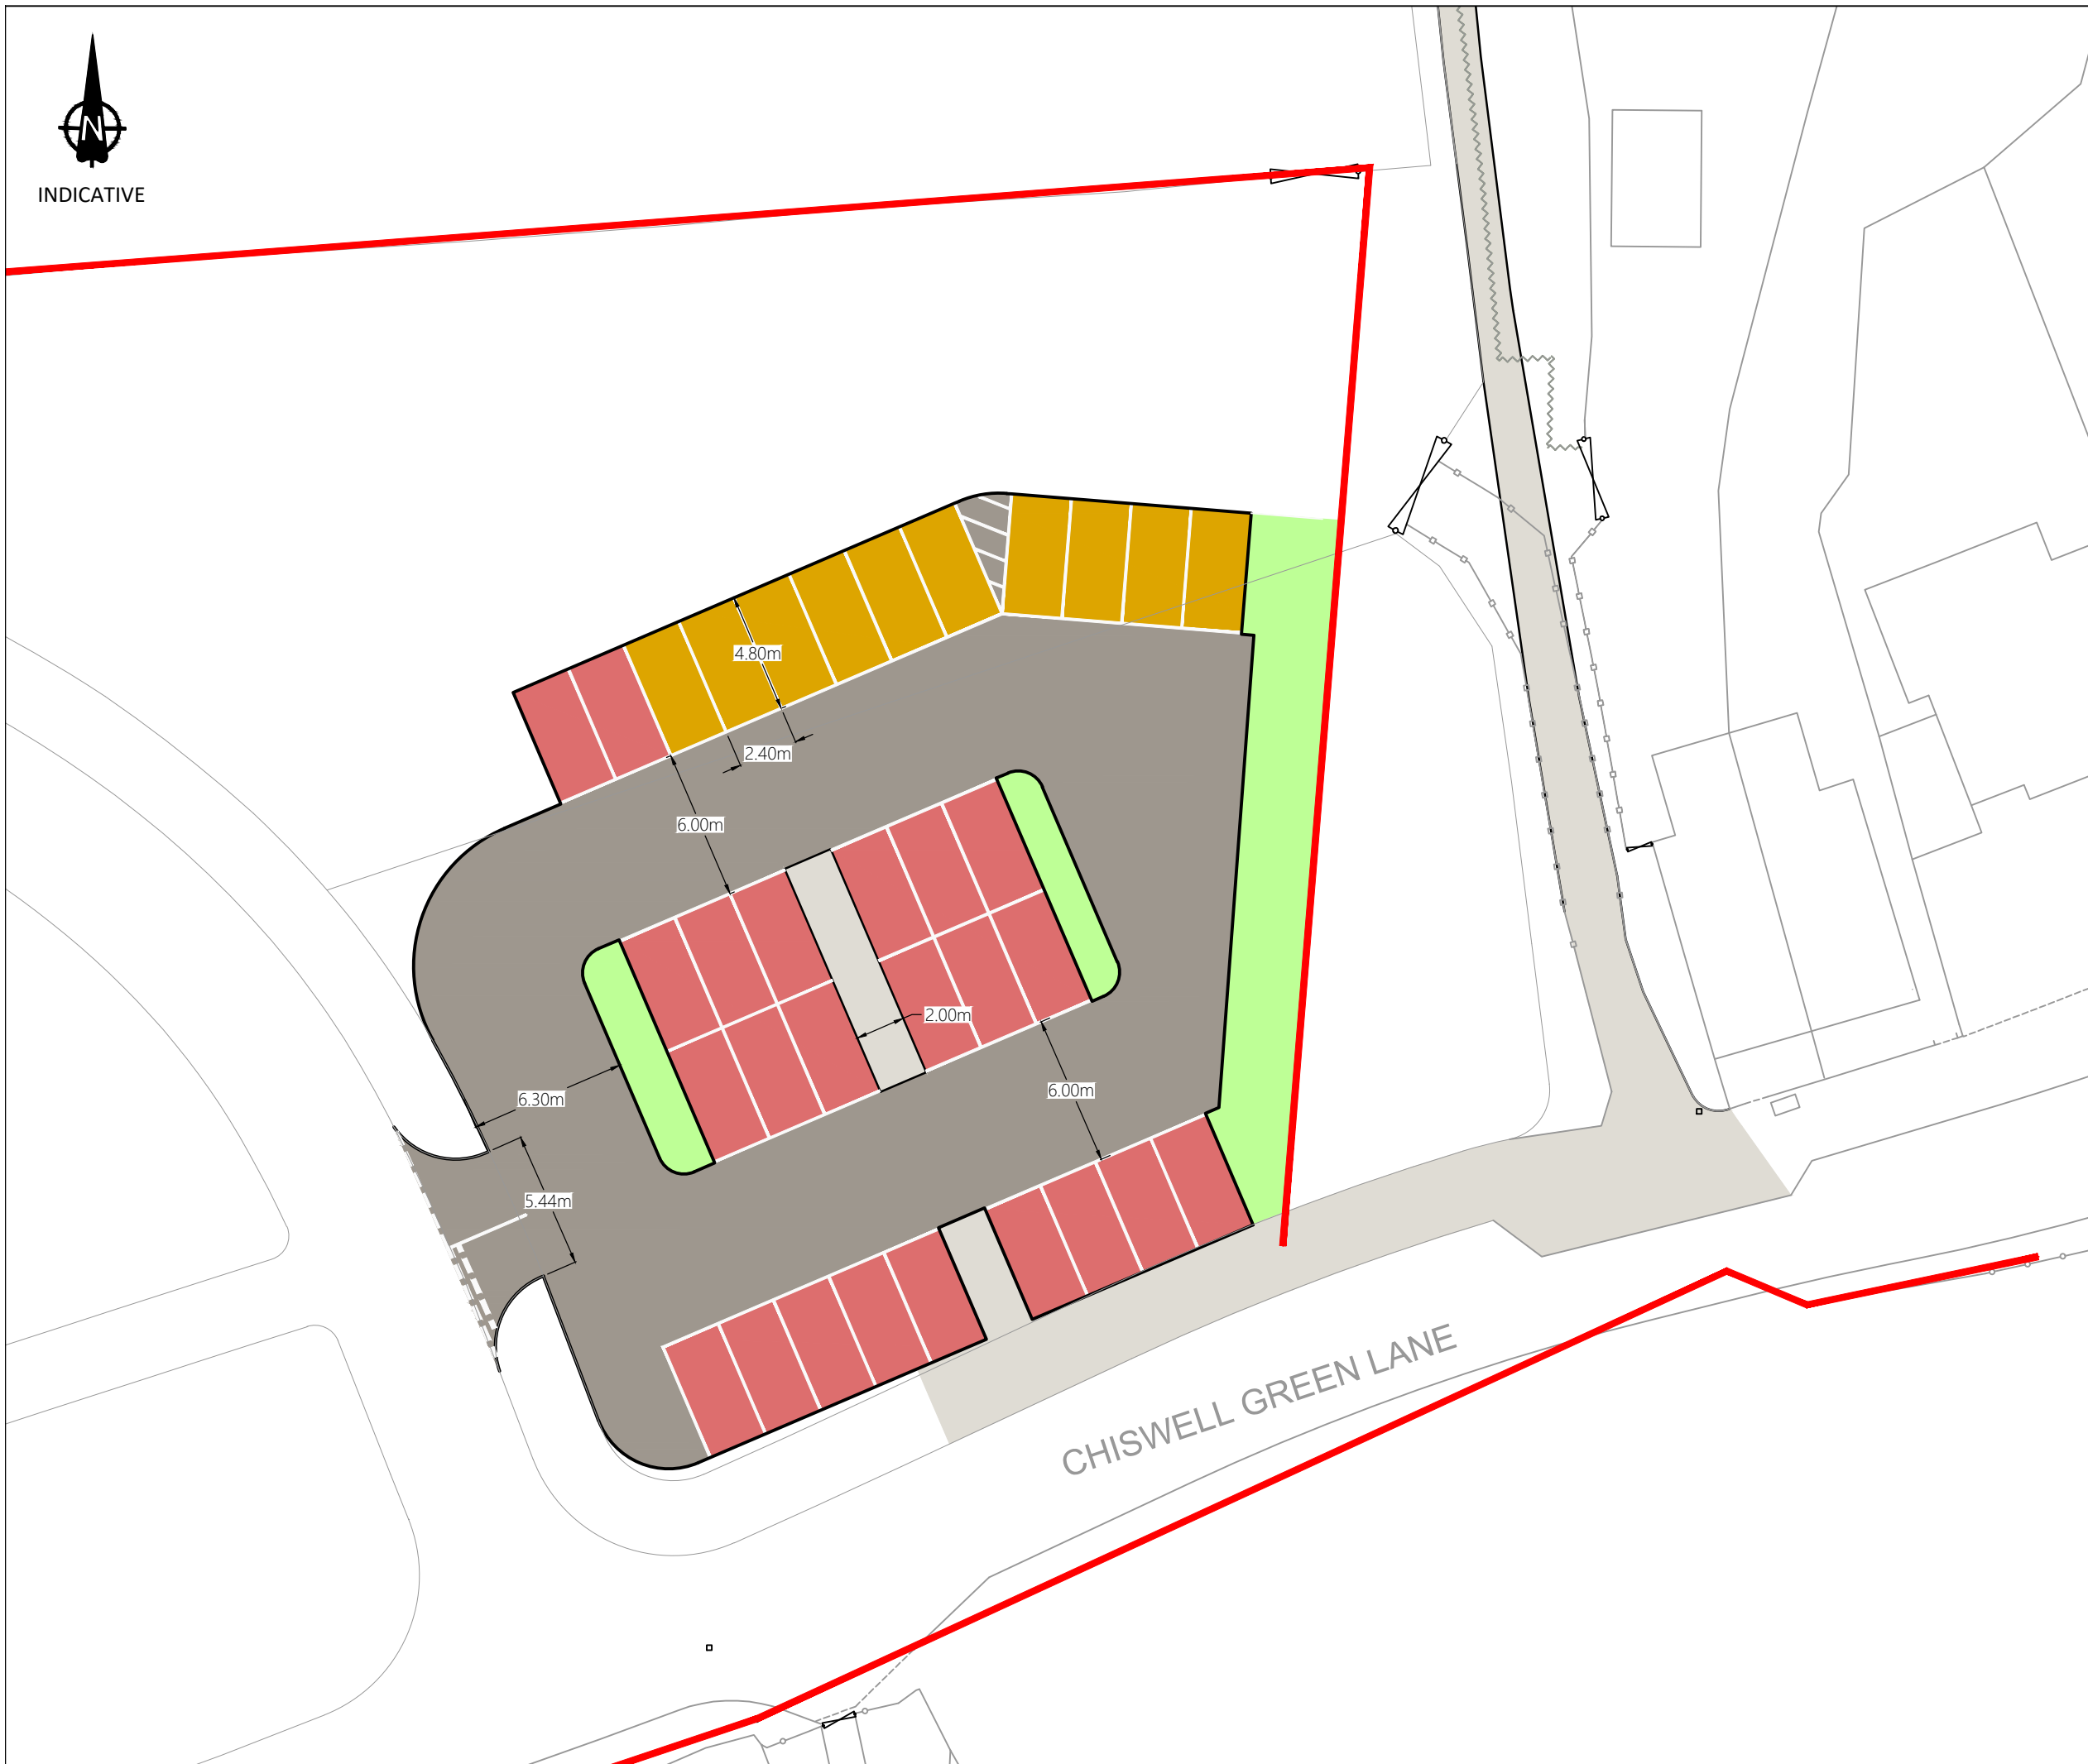 N
INDICATIVE
4.80m
2.40m
6.00m
2.00m
6.30m
6.00m
5.44m
CHISWELL GREEN LANE